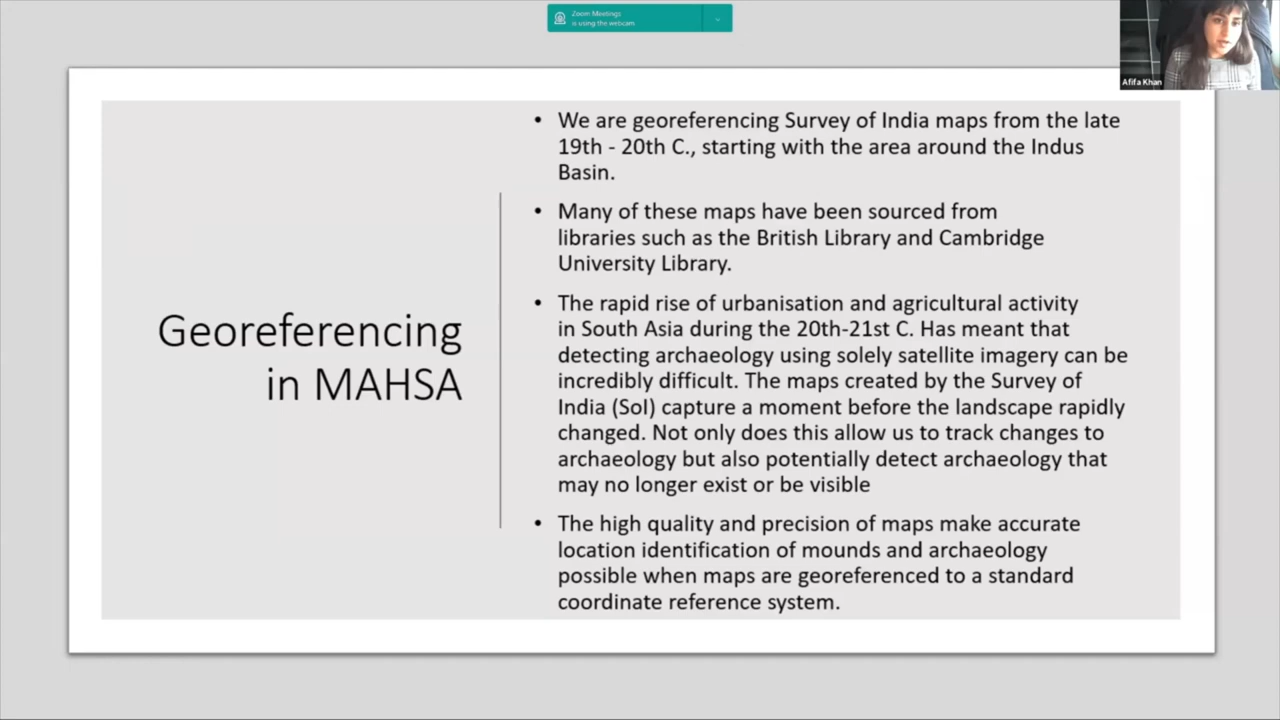 Zoom Meetings
is using the webcam
Afifa Khan
Georeferencing
in MAHSA
• We are georeferencing Survey of India maps from the late
19th - 20th C., starting with the area around the Indus
Basin.
• Many of these maps have been sourced from
libraries such as the British Library and Cambridge
University Library.
• The rapid rise of urbanisation and agricultural activity
in South Asia during the 20th-21st C. Has meant that
detecting archaeology using solely satellite imagery can be
incredibly difficult. The maps created by the Survey of
India (SoI) capture a moment before the landscape rapidly
changed. Not only does this allow us to track changes to
archaeology but also potentially detect archaeology that
may no longer exist or be visible
• The high quality and precision of maps make accurate
location identification of mounds and archaeology
possible when maps are georeferenced to a standard
coordinate reference system.